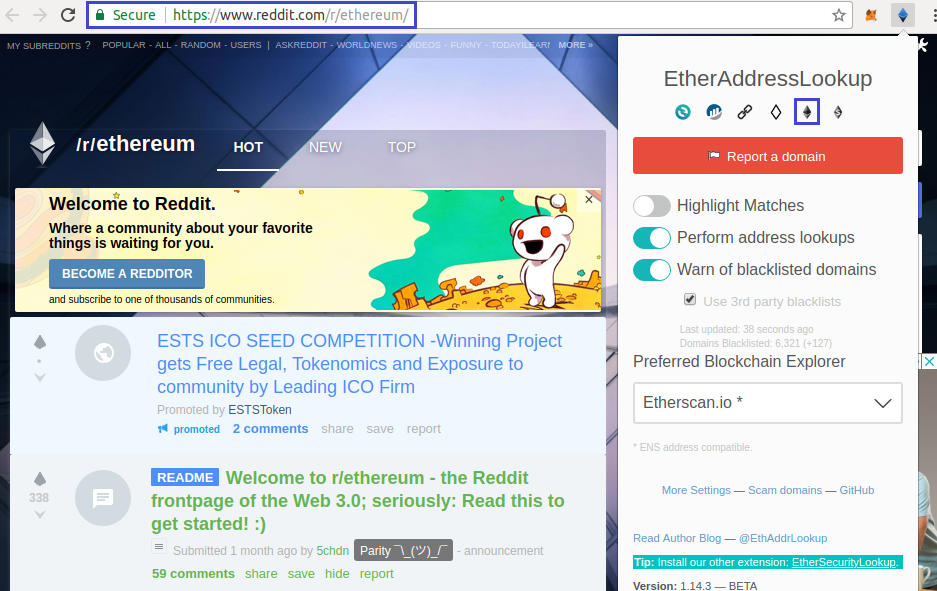 Secure https://www.reddit.com/r/ethereum/
MY SUBREDDITS ? POPULAR - ALL - RANDOM - USERS | ASKREDDIT - WORLDNEWS - VIDEOS - FUNNY - TODAYILEARN MORE »
/r/ethereum HOT NEW TOP
Welcome to Reddit.
Where a community about your favorite
things is waiting for you.
BECOME A REDDITOR
and subscribe to one of thousands of communities.
ESTS ICO SEED COMPETITION -Winning Project
gets Free Legal, Tokenomics and Exposure to
community by Leading ICO Firm
Promoted by ESTSToken
promoted 2 comments share save report
338
README Welcome to r/ethereum - the Reddit
frontpage of the Web 3.0; seriously: Read this to
get started! :)
Submitted 1 month ago by 5chdn Parity ¯\_(ツ)_/¯ - announcement
59 comments share save hide report
EtherAddressLookup
Report a domain
Highlight Matches
Perform address lookups
Warn of blacklisted domains
Use 3rd party blacklists
Last updated: 38 seconds ago
Domains Blacklisted: 6,321 (+127)
Preferred Blockchain Explorer
Etherscan.io *
* ENS address compatible.
More Settings — Scam domains — GitHub
Read Author Blog — @EthAddrLookup
Tip: Install our other extension: EtherSecurityLookup.
Version: 1.14.3 — BETA